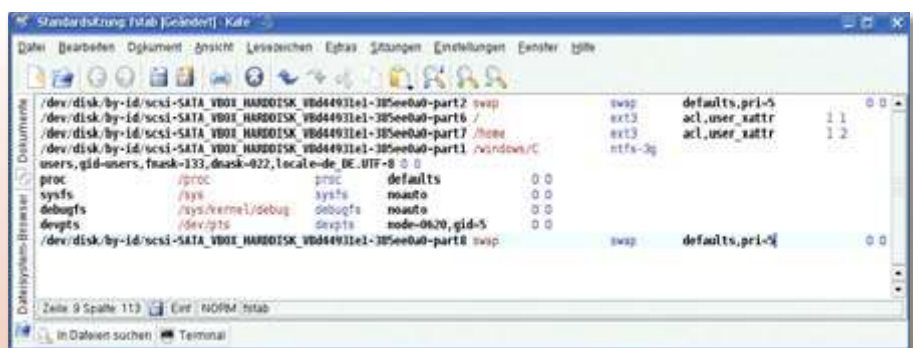 Standardsitzung: fstab [Geändert] - Kate
Datei Bearbeiten Dokument Ansicht Lesezeichen Extras Sitzungen Einstellungen Fenster Hilfe
/dev/disk/by-id/scsi-SATA_VBOX_HARDDISK_VBd44931e1-385ee0a0-part2 swap swap defaults,pri=5 0 0
/dev/disk/by-id/scsi-SATA_VBOX_HARDDISK_VBd44931e1-385ee0a0-part6 / ext3 acl,user_xattr 1 1
/dev/disk/by-id/scsi-SATA_VBOX_HARDDISK_VBd44931e1-385ee0a0-part7 /home ext3 acl,user_xattr 1 2
/dev/disk/by-id/scsi-SATA_VBOX_HARDDISK_VBd44931e1-385ee0a0-part1 /windows/C ntfs-3g
users,gid=users,fmask=133,dmask=022,locale=de_DE.UTF-8 0 0
proc /proc proc defaults 0 0
sysfs /sys sysfs noauto 0 0
debugfs /sys/kernel/debug debugfs noauto 0 0
devpts /dev/pts devpts mode=0620,gid=5 0 0
/dev/disk/by-id/scsi-SATA_VBOX_HARDDISK_VBd44931e1-385ee0a0-part8 swap swap defaults,pri=5 0 0
Dokumente
Dateisystem-Browser
Zeile: 9 Spalte: 113 Einf NORM fstab
In Dateien suchen Terminal